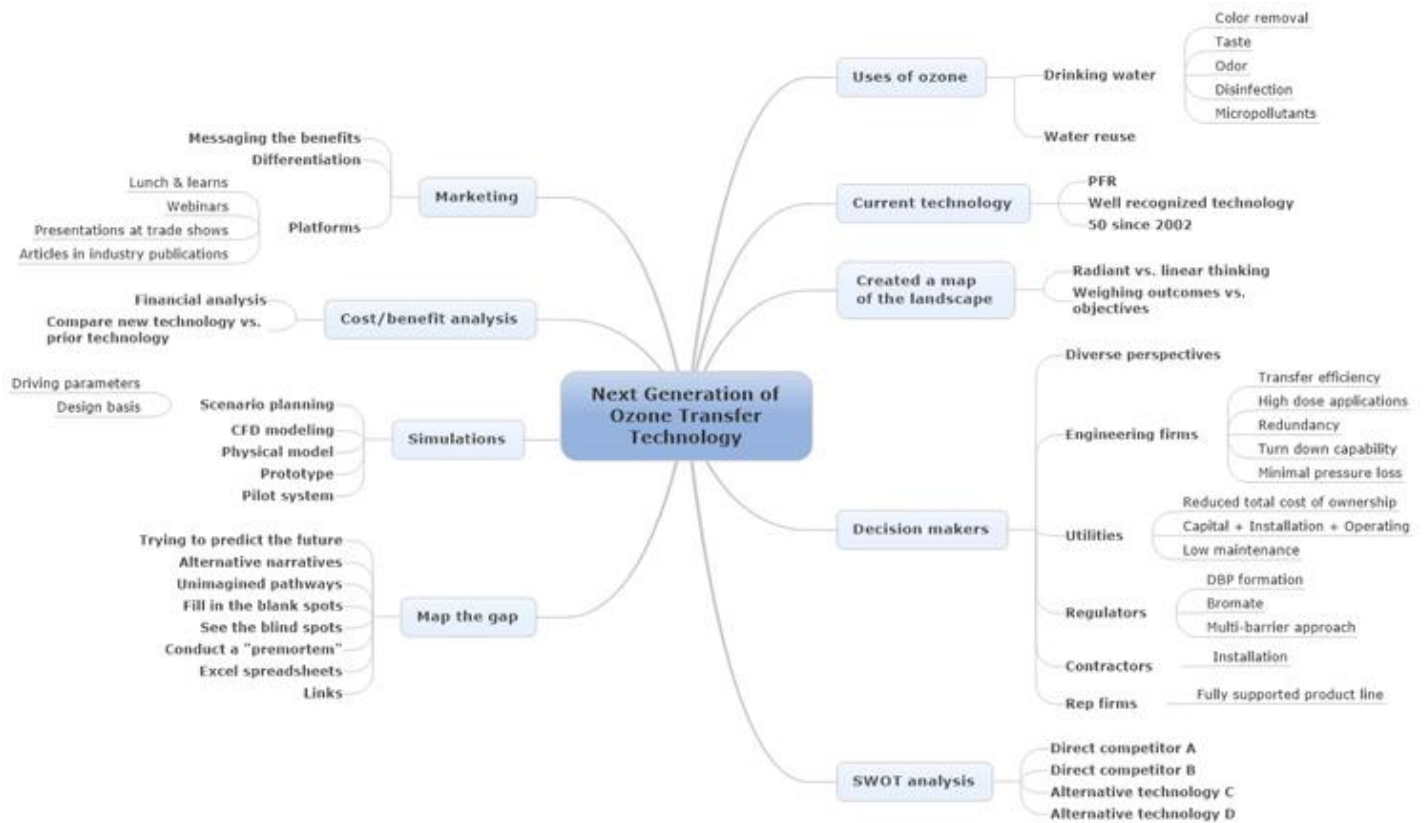 Next Generation of
Ozone Transfer
Technology
Uses of ozone
Drinking water
Color removal
Taste
Odor
Disinfection
Micropollutants
Water reuse
Current technology
PFR
Well recognized technology
50 since 2002
Created a map
of the landscape
Radiant vs. linear thinking
Weighing outcomes vs.
objectives
Decision makers
Diverse perspectives
Engineering firms
Transfer efficiency
High dose applications
Redundancy
Turn down capability
Minimal pressure loss
Utilities
Reduced total cost of ownership
Capital + Installation + Operating
Low maintenance
Regulators
DBP formation
Bromate
Multi-barrier approach
Contractors
Installation
Rep firms
Fully supported product line
SWOT analysis
Direct competitor A
Direct competitor B
Alternative technology C
Alternative technology D
Marketing
Messaging the benefits
Differentiation
Platforms
Lunch & learns
Webinars
Presentations at trade shows
Articles in industry publications
Cost/benefit analysis
Financial analysis
Compare new technology vs.
prior technology
Simulations
Scenario planning
Driving parameters
Design basis
CFD modeling
Physical model
Prototype
Pilot system
Map the gap
Trying to predict the future
Alternative narratives
Unimagined pathways
Fill in the blank spots
See the blind spots
Conduct a "premortem"
Excel spreadsheets
Links